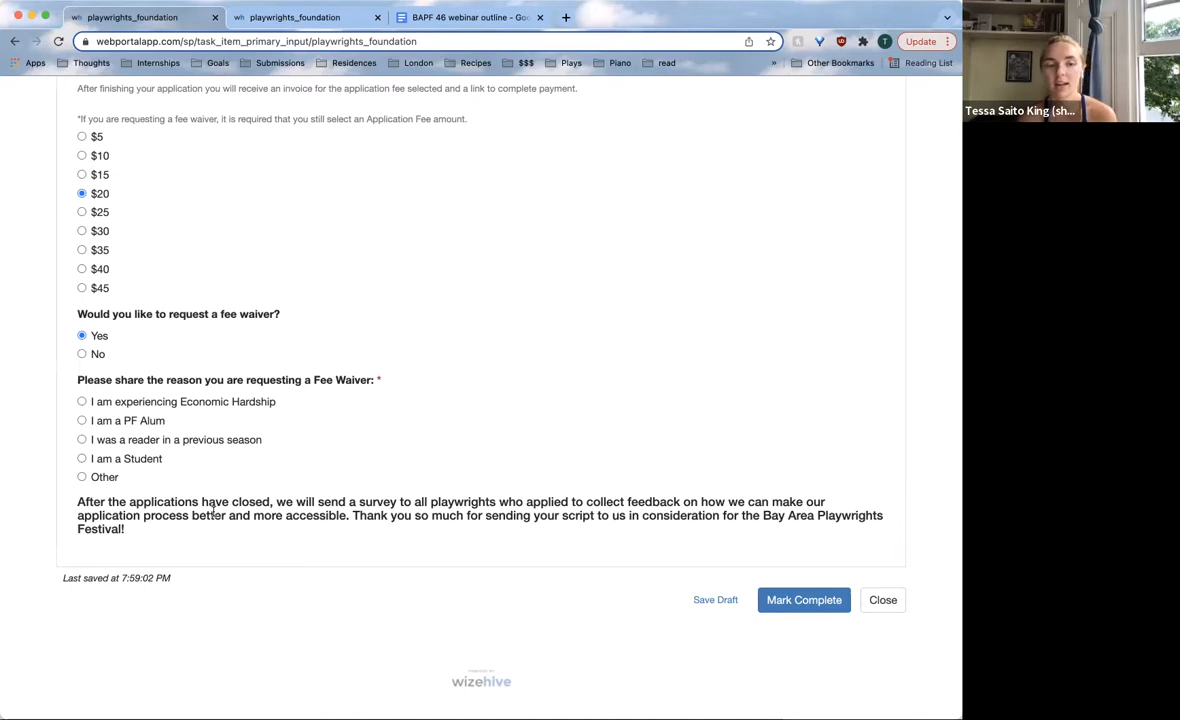 playwrights_foundation
playwrights_foundation
BAPF 46 webinar outline - Goo
webportalapp.com/sp/task_item_primary_input/playwrights_foundation
T
Update
Apps
Thoughts
Internships
Goals
Submissions
Residences
London
Recipes
$$$
Plays
Piano
read
»
Other Bookmarks
Reading List
Tessa Saito King (sh...
After finishing your application you will receive an invoice for the application fee selected and a link to complete payment.
*If you are requesting a fee waiver, it is required that you still select an Application Fee amount.
$5
$10
$15
$20
$25
$30
$35
$40
$45
Would you like to request a fee waiver?
Yes
No
Please share the reason you are requesting a Fee Waiver: *
I am experiencing Economic Hardship
I am a PF Alum
I was a reader in a previous season
I am a Student
Other
After the applications have closed, we will send a survey to all playwrights who applied to collect feedback on how we can make our
application process better and more accessible. Thank you so much for sending your script to us in consideration for the Bay Area Playwrights
Festival!
Last saved at 7:59:02 PM
Save Draft
Mark Complete
Close
POWERED BY
wizehive